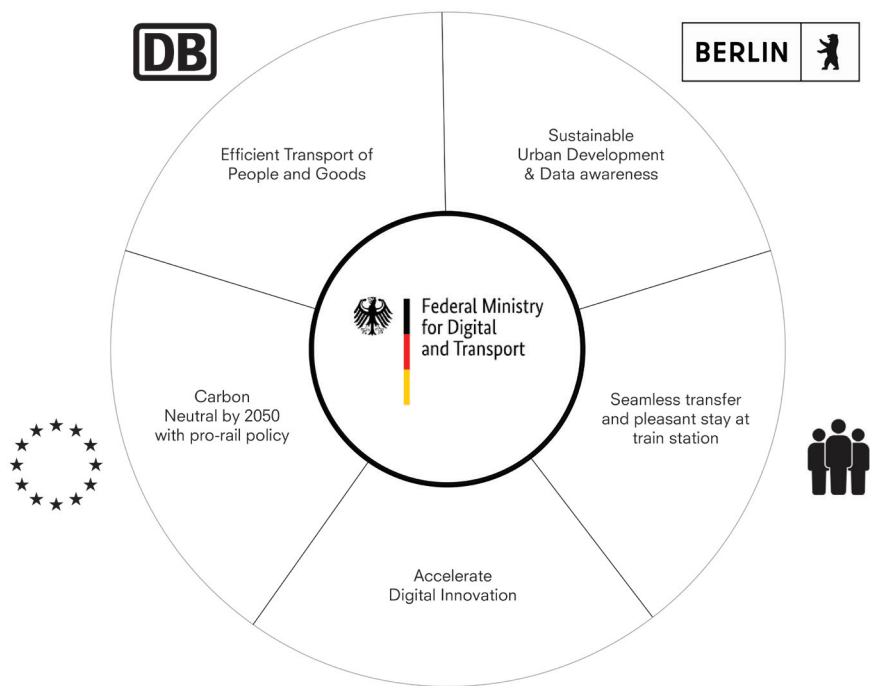 DB
BERLIN
Efficient Transport of
People and Goods
Sustainable
Urban Development
& Data awareness
Federal Ministry
for Digital
and Transport
Carbon
Neutral by 2050
with pro-rail policy
Seamless transfer
and pleasant stay at
train station
Accelerate
Digital Innovation